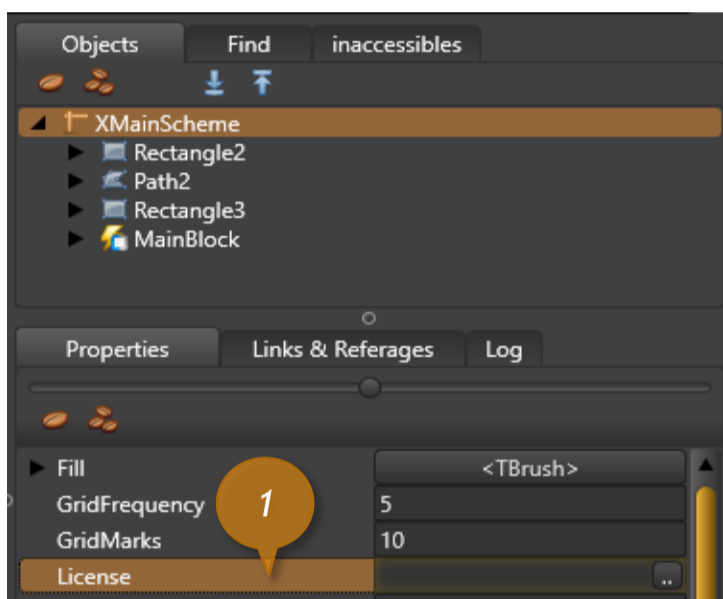 Objects Find inaccessibles
XMainScheme
Rectangle2
Path2
Rectangle3
MainBlock
Properties Links & Referages Log
Fill <TBrush>
GridFrequency 5
1
GridMarks 10
License ..